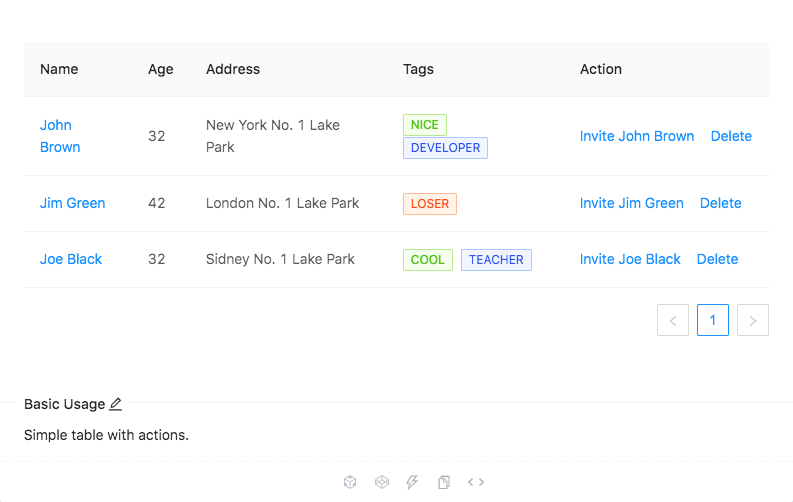 Name Age Address Tags Action
John Brown 32 New York No. 1 Lake Park NICE DEVELOPER Invite John Brown Delete
Jim Green 42 London No. 1 Lake Park LOSER Invite Jim Green Delete
Joe Black 32 Sidney No. 1 Lake Park COOL TEACHER Invite Joe Black Delete
< 1 >
Basic Usage
Simple table with actions.